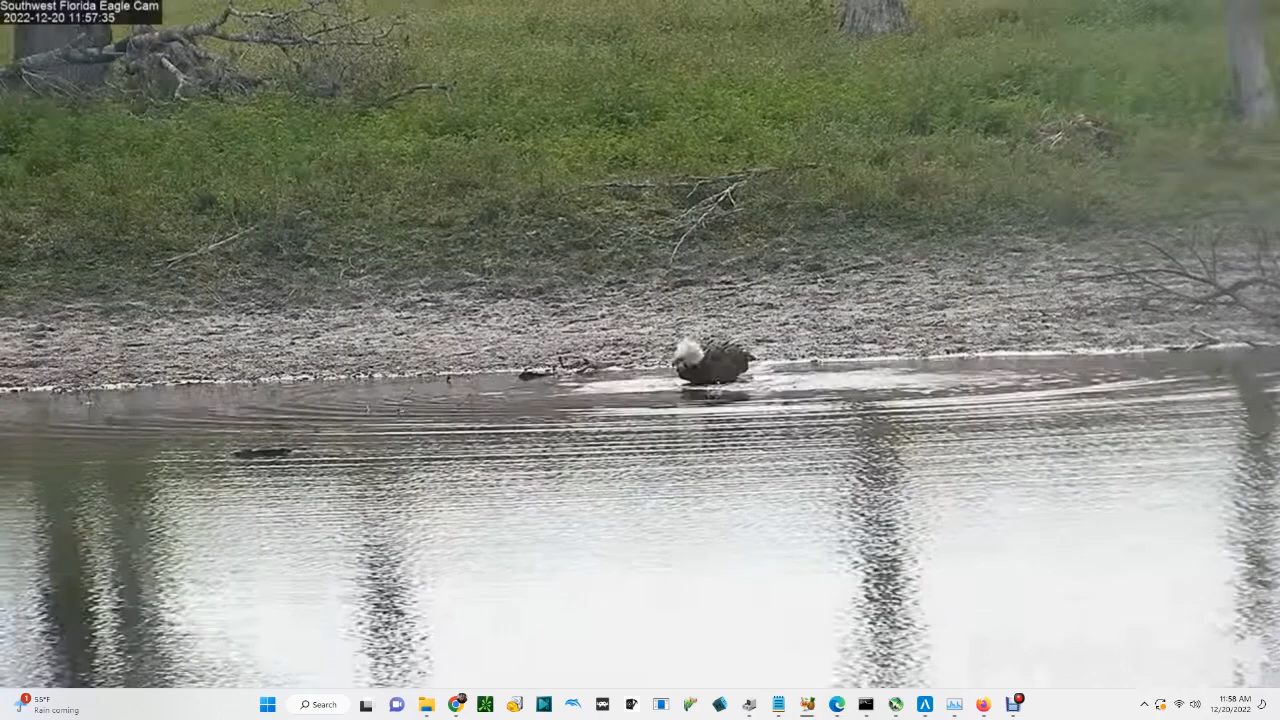 Southwest Florida Eagle Cam
2022-12-20 11:57:35
1
55°F
Rain coming
Search
11:58 AM
12/20/2022